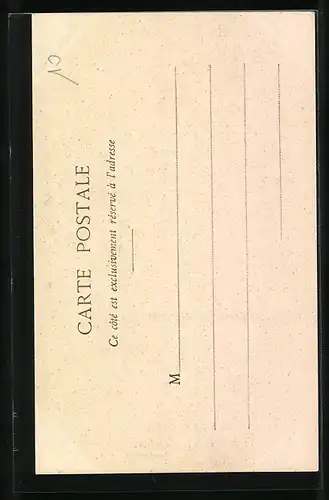 CARTE POSTALE
Ce côté est exclusivement réservé à l'adresse
M
10